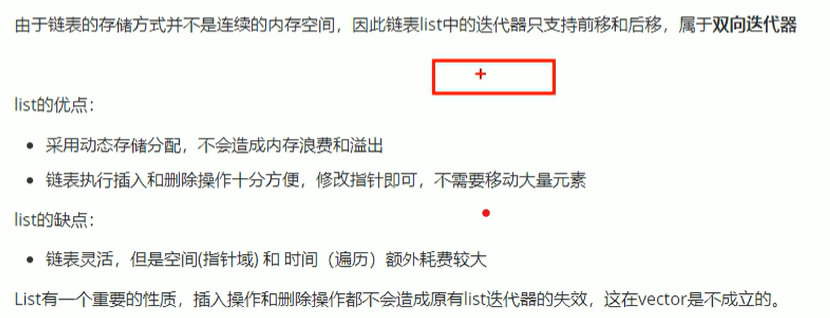 由于链表的存储方式并不是连续的内存空间，因此链表list中的迭代器只支持前移和后移，属于双向迭代器
list的优点：
采用动态存储分配，不会造成内存浪费和溢出
链表执行插入和删除操作十分方便，修改指针即可，不需要移动大量元素
list的缺点：
链表灵活，但是空间(指针域) 和 时间（遍历）额外耗费较大
List有一个重要的性质，插入操作和删除操作都不会造成原有list迭代器的失效，这在vector是不成立的。